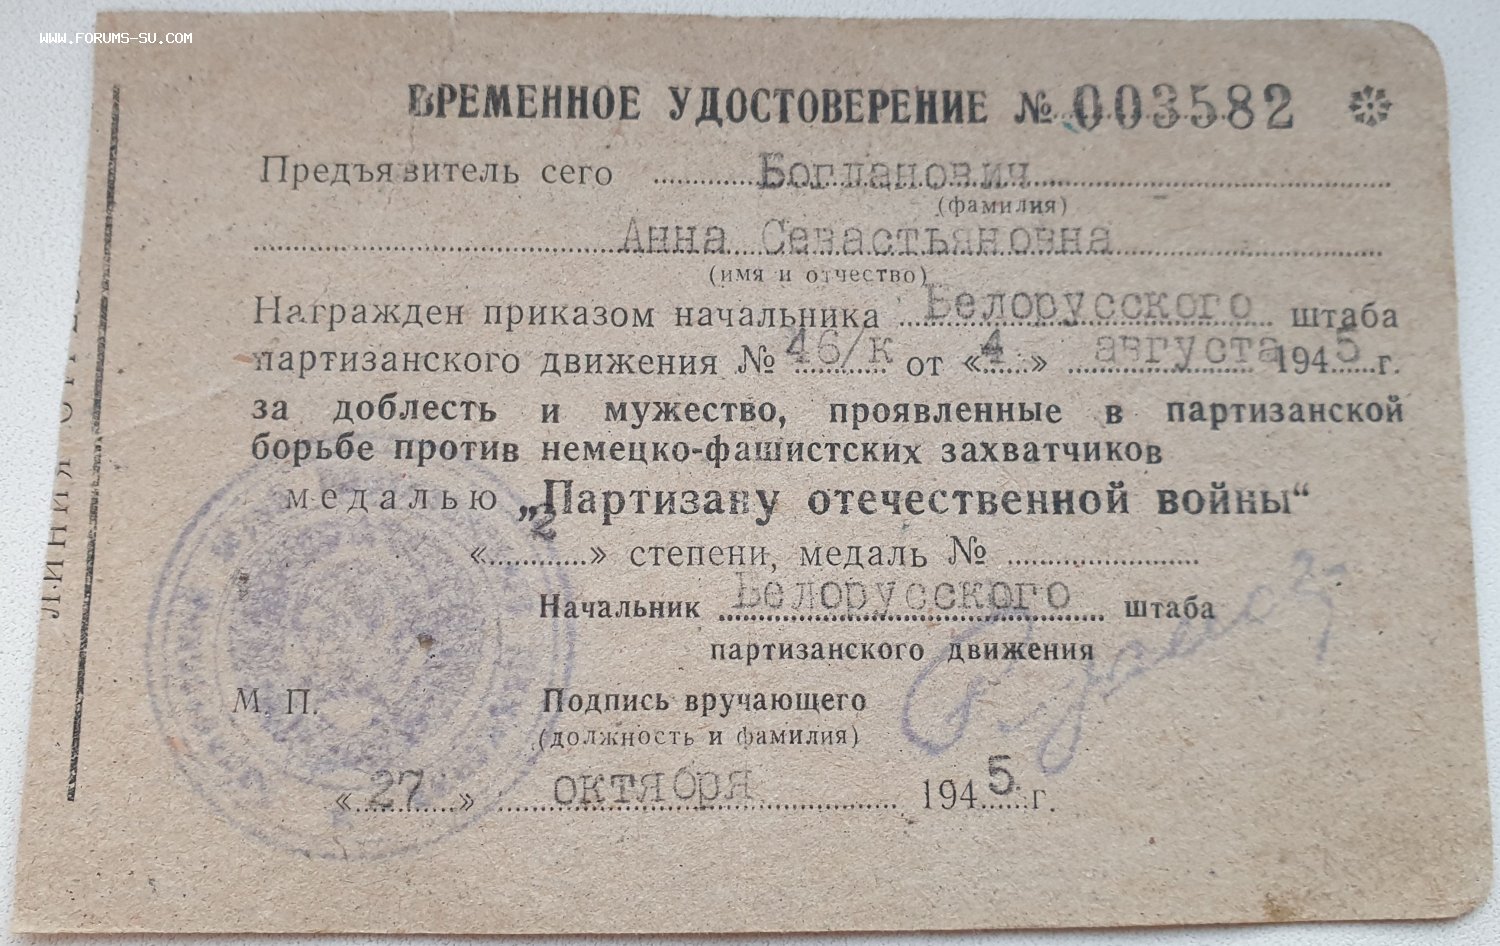 WWW.FORUMS-SU.COM
ВРЕМЕННОЕ УДОСТОВЕРЕНИЕ № 003582
Предъявитель сего Богданович
(фамилия)
Анна Севастьяновна
(имя и отчество)
Награжден приказом начальника Белорусского штаба
партизанского движения № 46/к от «4» августа 1945 г.
за доблесть и мужество, проявленные в партизанской
борьбе против немецко-фашистских захватчиков
медалью „Партизану отечественной войны“
«2» степени, медаль №
Начальник Белорусского штаба
партизанского движения
М. П. Подпись вручающего
(должность и фамилия)
«27» октября 1945 г.
ЛИНИЯ